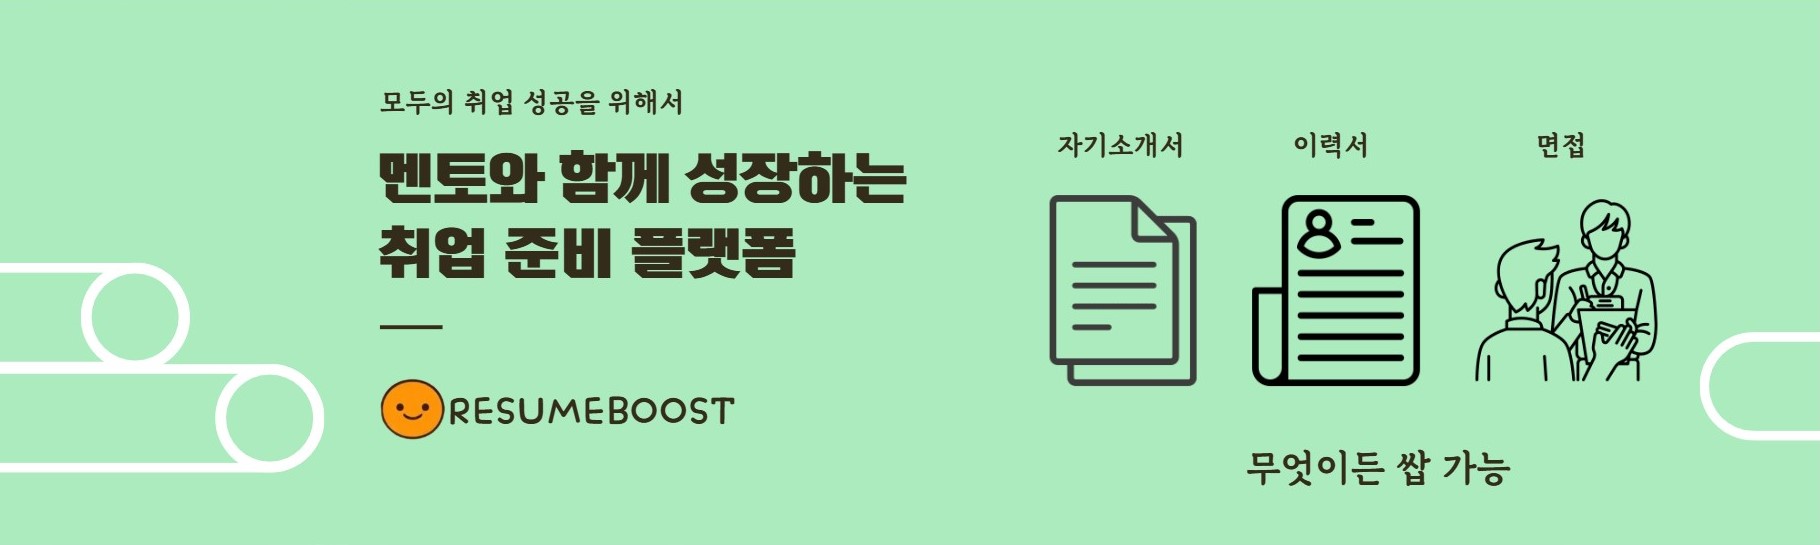 모두의 취업 성공을 위해서
멘토와 함께 성장하는
취업 준비 플랫폼
RESUMEBOOST
자기소개서
이력서
면접
무엇이든 쌉 가능